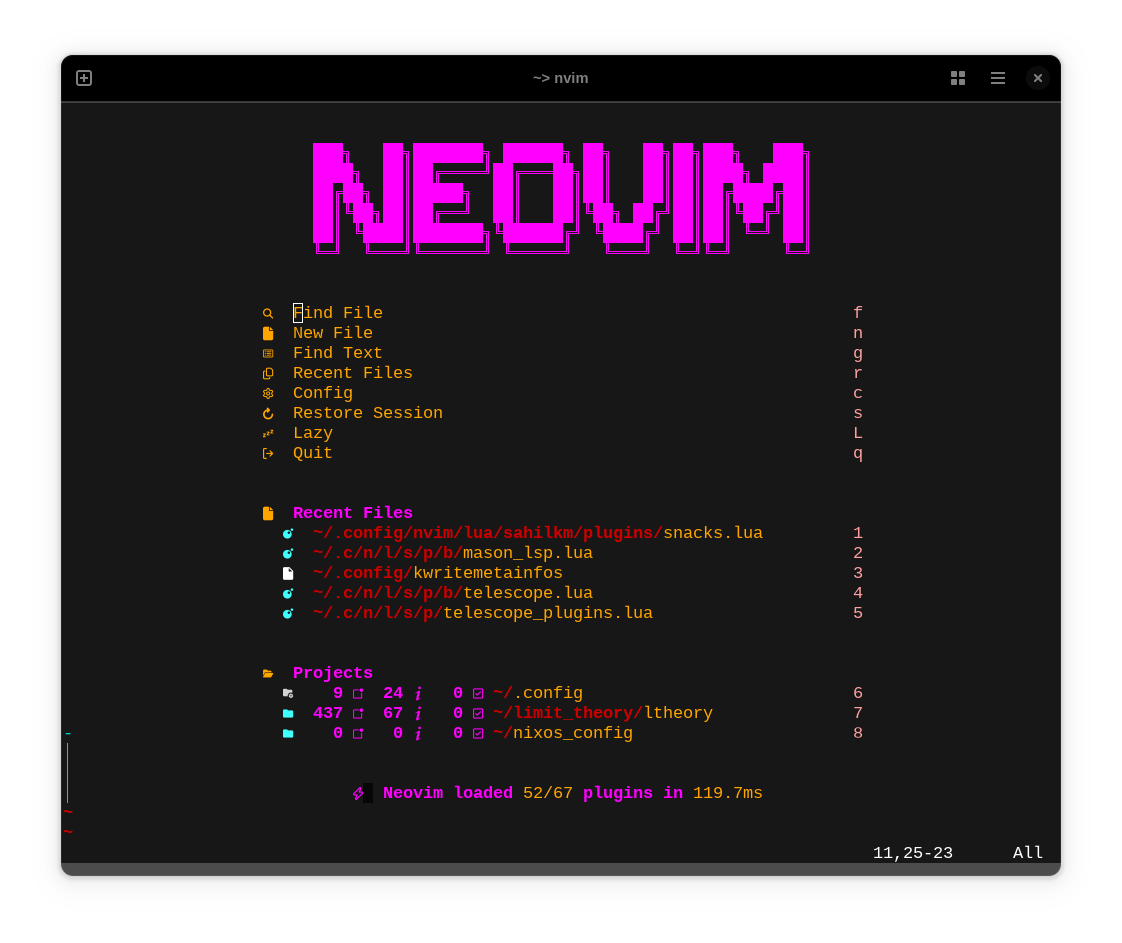 ~> nvim
NEOVIM
Find File f
New File n
Find Text g
Recent Files r
Config c
Restore Session s
Lazy L
Quit q
Recent Files
~/.config/nvim/lua/sahilkm/plugins/snacks.lua 1
~/.c/n/l/s/p/b/mason_lsp.lua 2
~/.config/kwritemetainfos 3
~/.c/n/l/s/p/b/telescope.lua 4
~/.c/n/l/s/p/telescope_plugins.lua 5
Projects
9 24 0 ~/.config 6
437 67 0 ~/limit_theory/ltheory 7
0 0 0 ~/nixos_config 8
Neovim loaded 52/67 plugins in 119.7ms
~
~
11,25-23 All